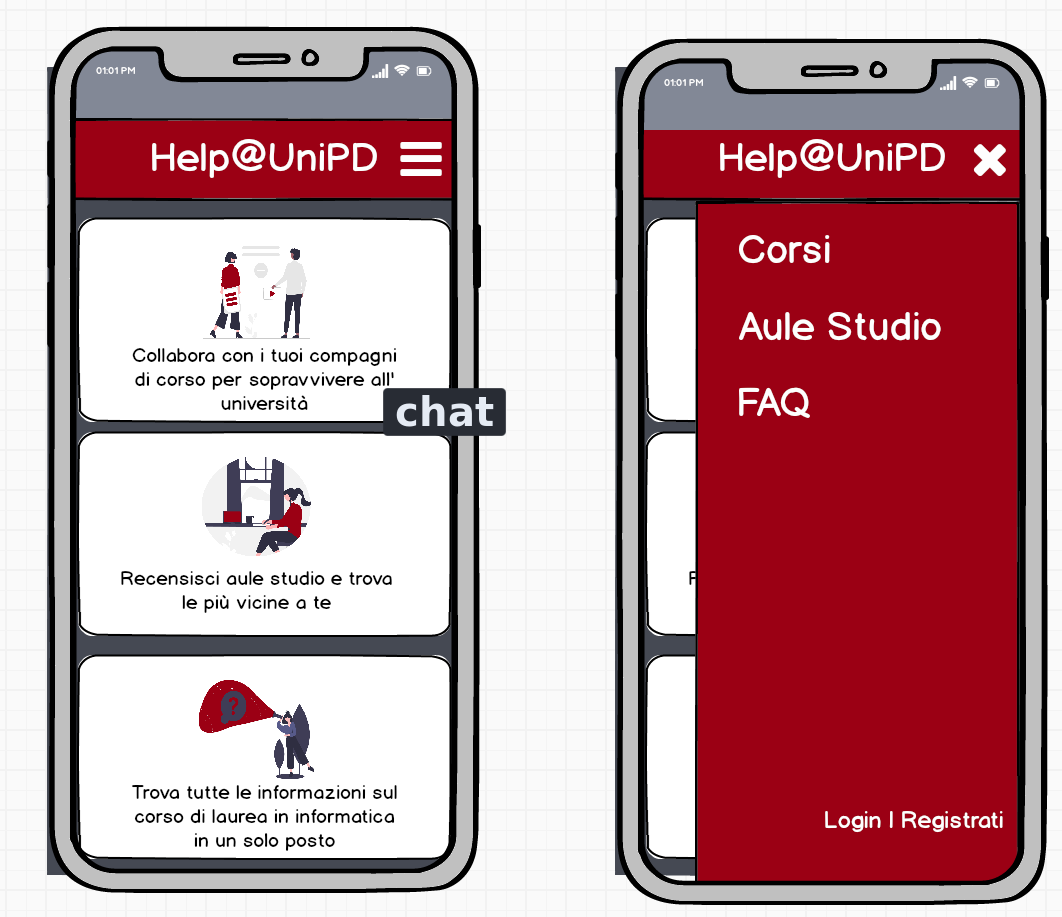 01:01 PM
Help@UniPD
Collabora con i tuoi compagni
di corso per sopravvivere all'
università
chat
Recensisci aule studio e trova
le più vicine a te
?
Trova tutte le informazioni sul
corso di laurea in informatica
in un solo posto
01:01 PM
Help@UniPD
Corsi
Aule Studio
FAQ
Login | Registrati